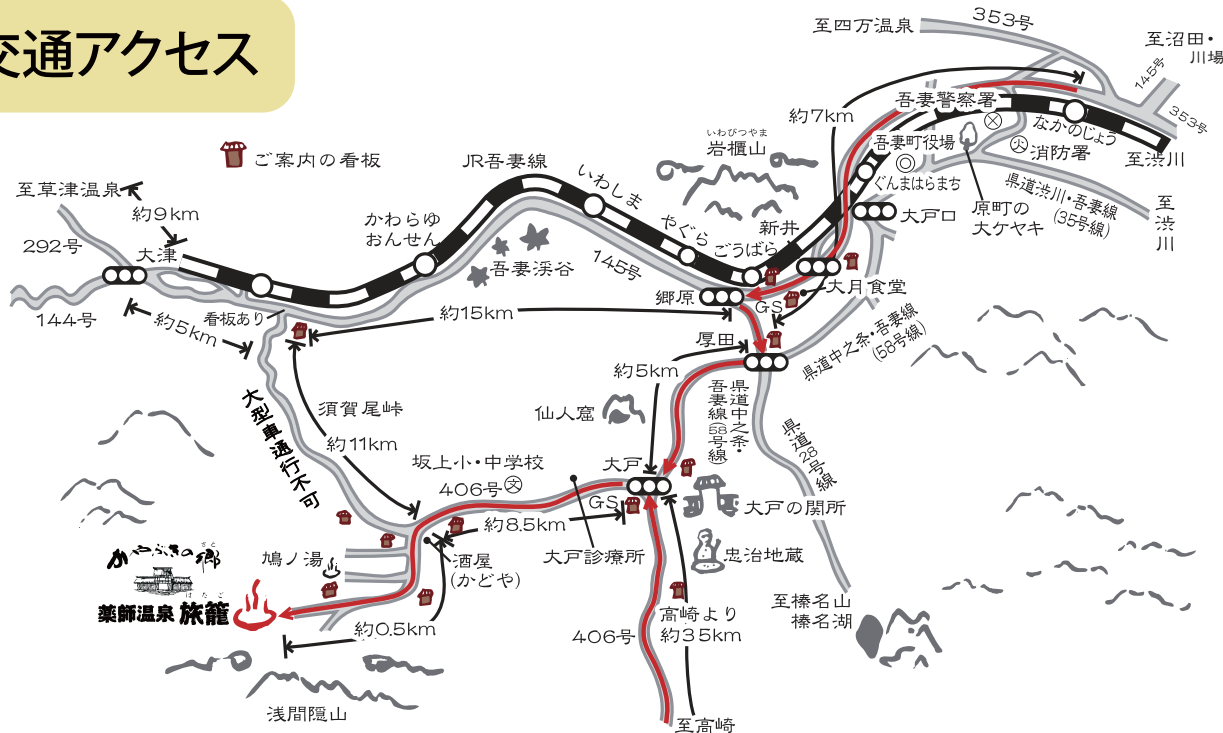 交通アクセス
至四万温泉
353号
至沼田・
川場
145号
353号
約7km
吾妻警察署
なかのじょう
吾妻町役場
消防署
至渋川
ぐんまはらまち
県道渋川・吾妻線
(35号線)
至渋川
原町の
大ケヤキ
大戸口
いわびつやま
岩櫃山
ご案内の看板
JR吾妻線
いわしま
至草津温泉
約9km
かわらゆ
おんせん
やぐら
ごうばら
新井
292号
大津
吾妻渓谷
145号
大月食堂
郷原
GS
144号
約5km
看板あり
約15km
厚田
県道中之条・吾妻線
(58号線)
約5km
県道中之条・
吾妻線(58号線)
大型車通行不可
須賀尾峠
仙人窟
約11km
県道28号線
坂上小・中学校
大戸
406号
文
GS
大戸の関所
約8.5km
かやぶきの郷
さと
鳩ノ湯
酒屋
(かどや)
大戸診療所
忠治地蔵
はたご
薬師温泉 旅籠
約0.5km
406号
高崎より
約35km
至榛名山
榛名湖
浅間隠山
至高崎